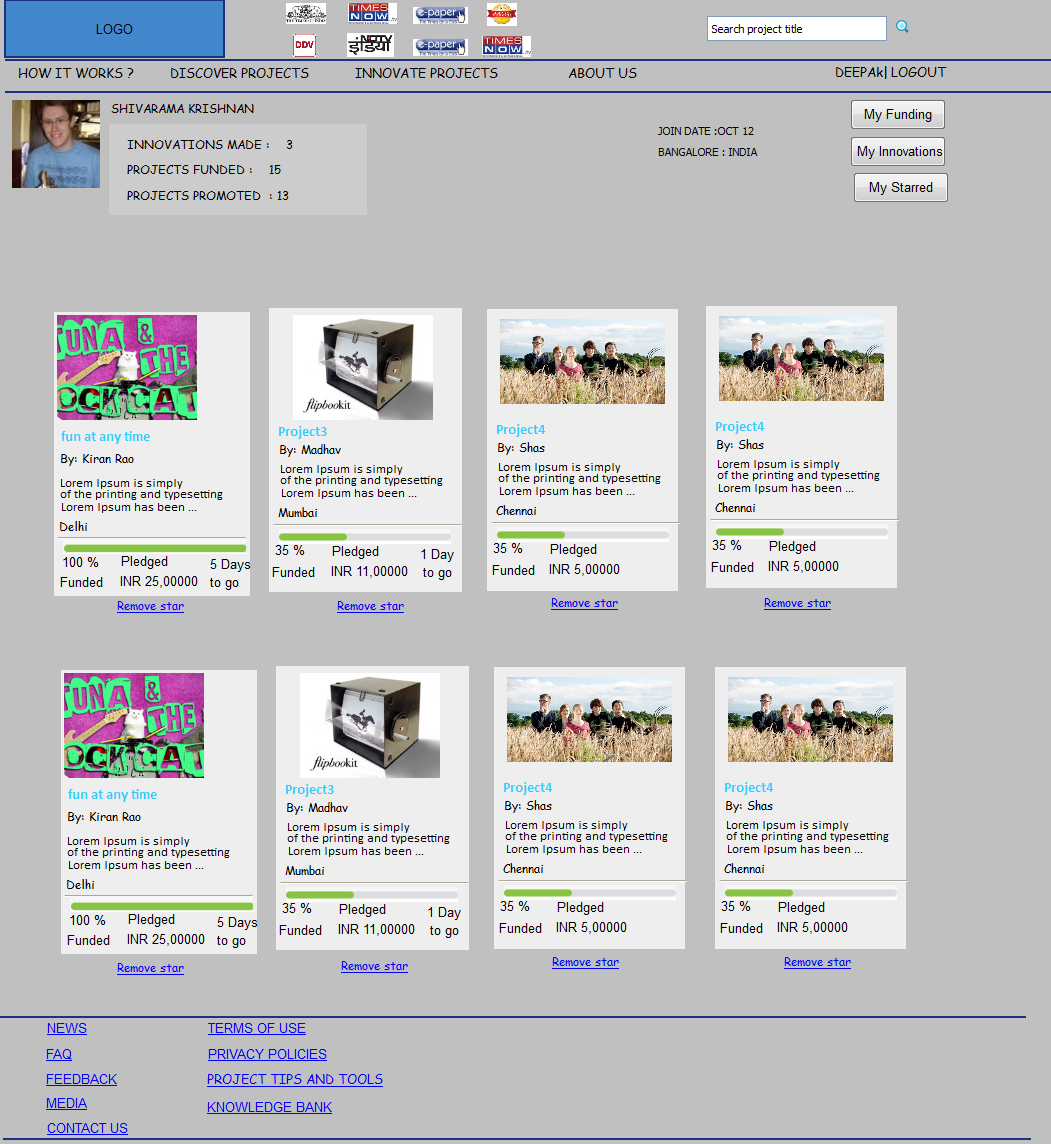 LOGO
TIMES
NOW
e-paper
DDV
NDTV
इंडिया
e-paper
TIMES
NOW
Search project title
HOW IT WORKS ? DISCOVER PROJECTS INNOVATE PROJECTS ABOUT US DEEPAk| LOGOUT
SHIVARAMA KRISHNAN
INNOVATIONS MADE : 3
PROJECTS FUNDED : 15
PROJECTS PROMOTED : 13
JOIN DATE :OCT 12
BANGALORE : INDIA
My Funding
My Innovations
My Starred
TUNA &
THE
ROCK CAT
fun at any time
By: Kiran Rao
Lorem Ipsum is simply
of the printing and typesetting
Lorem Ipsum has been ...
Delhi
100 % Pledged 5 Days
Funded INR 25,00000 to go
Remove star
flipbookit
Project3
By: Madhav
Lorem Ipsum is simply
of the printing and typesetting
Lorem Ipsum has been ...
Mumbai
35 % Pledged 1 Day
Funded INR 11,00000 to go
Remove star
Project4
By: Shas
Lorem Ipsum is simply
of the printing and typesetting
Lorem Ipsum has been ...
Chennai
35 % Pledged
Funded INR 5,00000
Remove star
Project4
By: Shas
Lorem Ipsum is simply
of the printing and typesetting
Lorem Ipsum has been ...
Chennai
35 % Pledged
Funded INR 5,00000
Remove star
TUNA &
THE
ROCK CAT
fun at any time
By: Kiran Rao
Lorem Ipsum is simply
of the printing and typesetting
Lorem Ipsum has been ...
Delhi
100 % Pledged 5 Days
Funded INR 25,00000 to go
Remove star
flipbookit
Project3
By: Madhav
Lorem Ipsum is simply
of the printing and typesetting
Lorem Ipsum has been ...
Mumbai
35 % Pledged 1 Day
Funded INR 11,00000 to go
Remove star
Project4
By: Shas
Lorem Ipsum is simply
of the printing and typesetting
Lorem Ipsum has been ...
Chennai
35 % Pledged
Funded INR 5,00000
Remove star
Project4
By: Shas
Lorem Ipsum is simply
of the printing and typesetting
Lorem Ipsum has been ...
Chennai
35 % Pledged
Funded INR 5,00000
Remove star
NEWS
FAQ
FEEDBACK
MEDIA
CONTACT US
TERMS OF USE
PRIVACY POLICIES
PROJECT TIPS AND TOOLS
KNOWLEDGE BANK